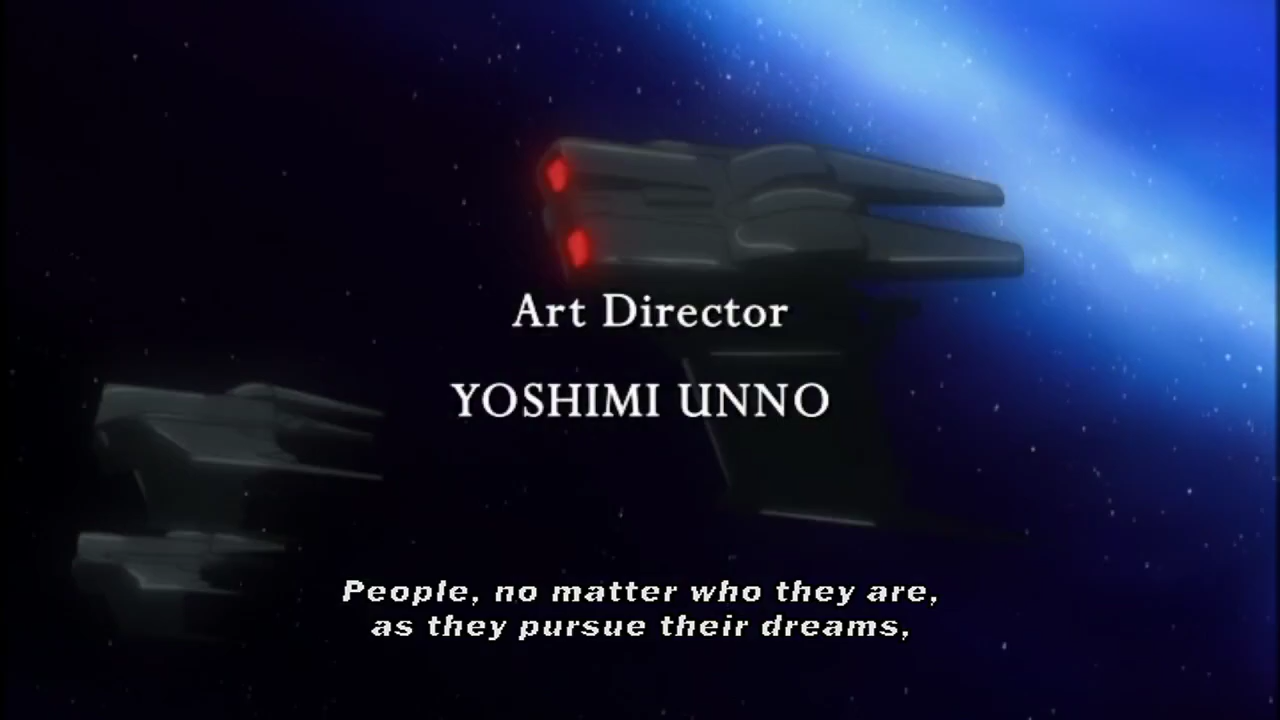 Art Director
YOSHIMI UNNO
People, no matter who they are,
as they pursue their dreams,